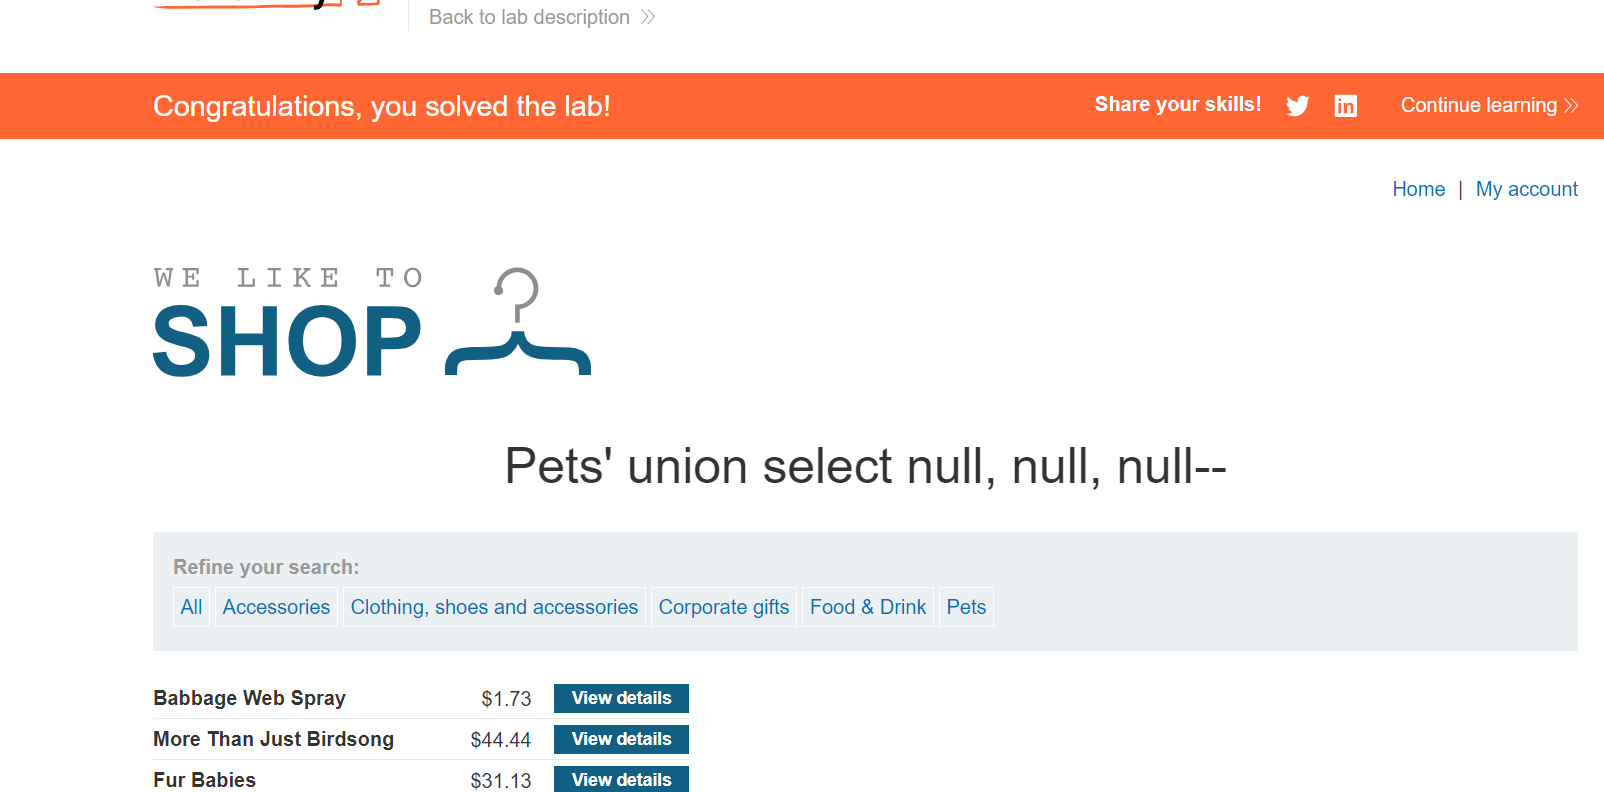 Back to lab description
Congratulations, you solved the lab!
Share your skills!
Continue learning
Home | My account
WE LIKE TO
SHOP
Pets' union select null, null, null--
Refine your search:
All Accessories Clothing, shoes and accessories Corporate gifts Food & Drink Pets
Babbage Web Spray $1.73 View details
More Than Just Birdsong $44.44 View details
Fur Babies $31.13 View details